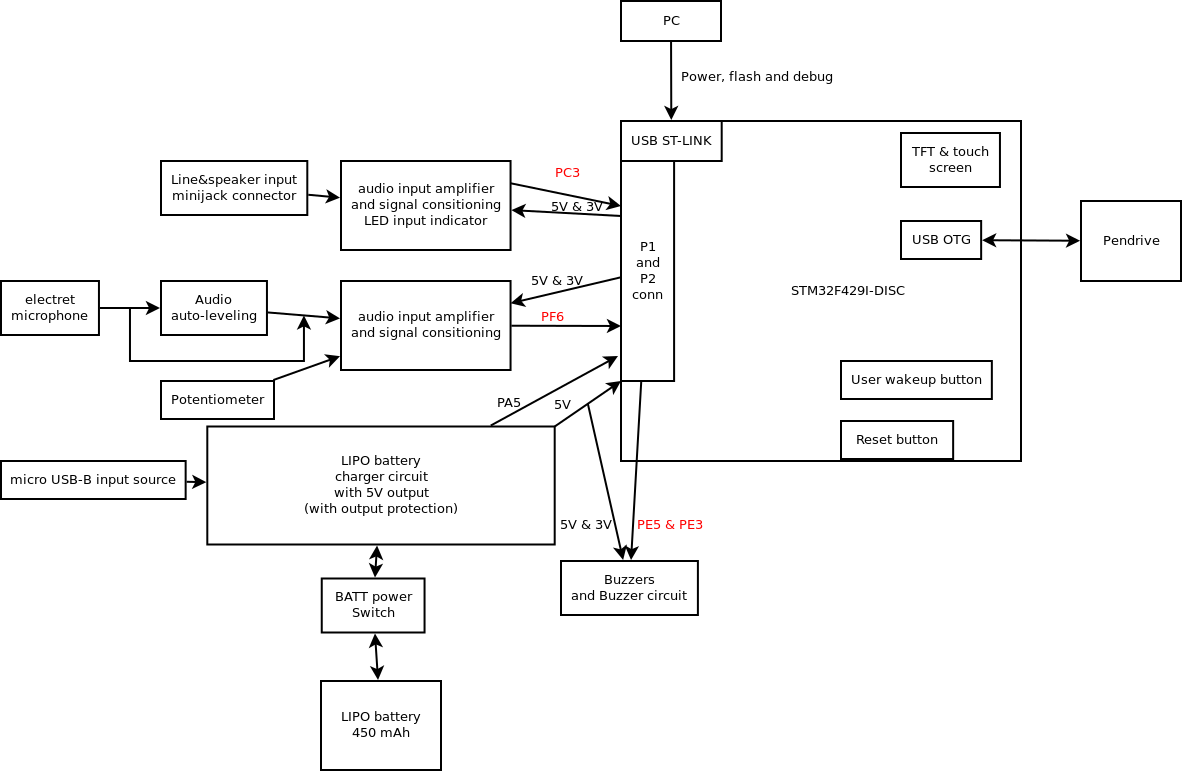 PC
Power, flash and debug
USB ST-LINK
TFT & touch
screen
Line&speaker input
minijack connector
audio input amplifier
and signal consitioning
LED input indicator
PC3
5V & 3V
P1
and
P2
conn
USB OTG
Pendrive
STM32F429I-DISC
electret
microphone
Audio
auto-leveling
audio input amplifier
and signal consitioning
5V & 3V
PF6
User wakeup button
Potentiometer
PA5
5V
Reset button
micro USB-B input source
LIPO battery
charger circuit
with 5V output
(with output protection)
5V & 3V
PE5 & PE3
Buzzers
and Buzzer circuit
BATT power
Switch
LIPO battery
450 mAh